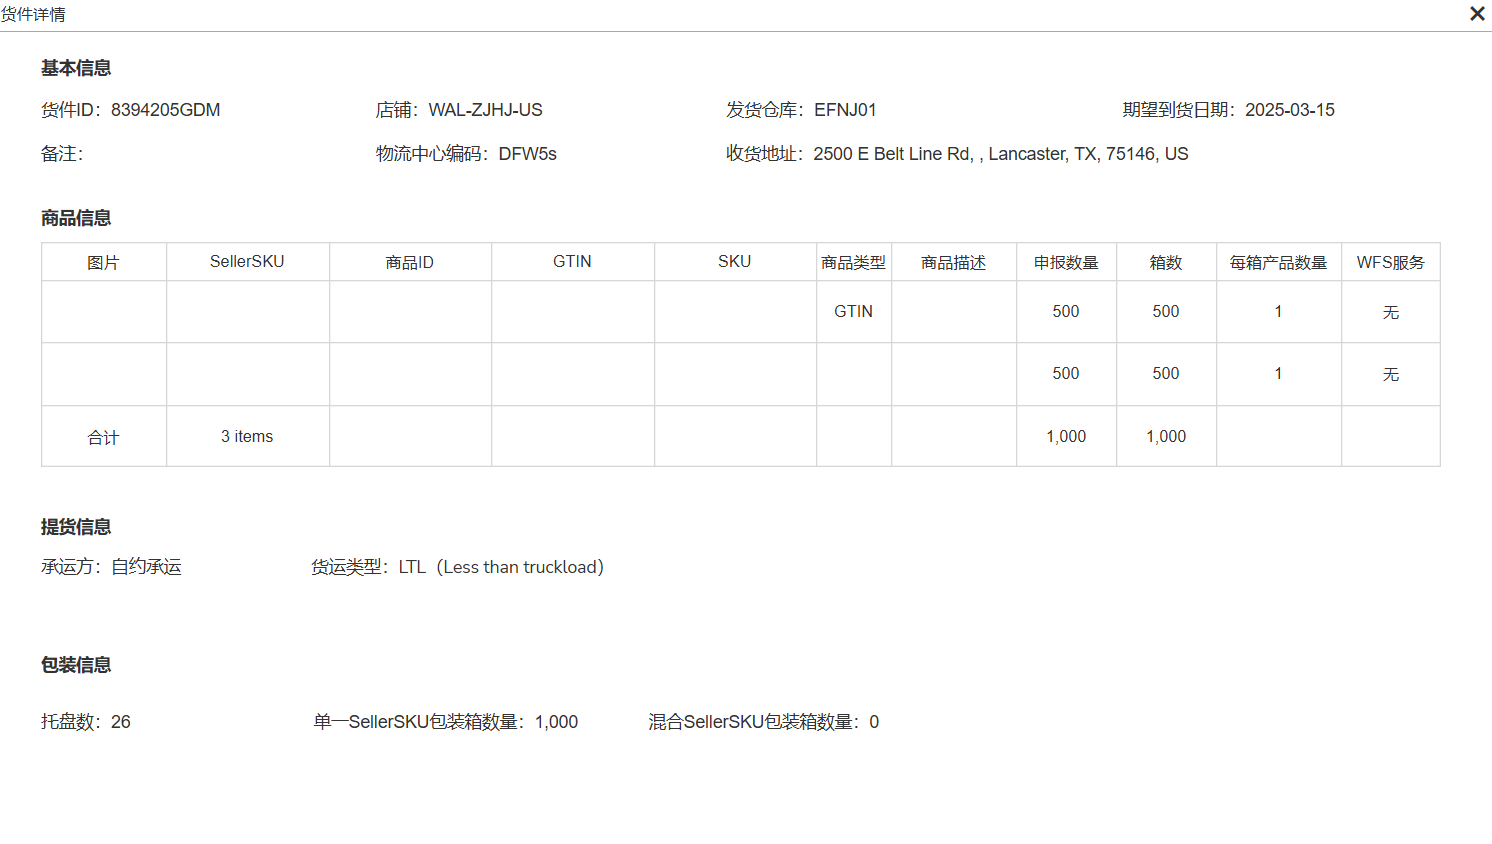 货件详情
基本信息
货件ID：8394205GDM 店铺：WAL-ZJHJ-US 发货仓库：EFNJ01 期望到货日期：2025-03-15
备注： 物流中心编码：DFW5s 收货地址：2500 E Belt Line Rd, , Lancaster, TX, 75146, US
商品信息
图片 SellerSKU 商品ID GTIN SKU 商品类型 商品描述 申报数量 箱数 每箱产品数量 WFS服务
GTIN 500 500 1 无
500 500 1 无
合计 3 items 1,000 1,000
提货信息
承运方：自约承运 货运类型：LTL（Less than truckload）
包装信息
托盘数：26 单一SellerSKU包装箱数量：1,000 混合SellerSKU包装箱数量：0